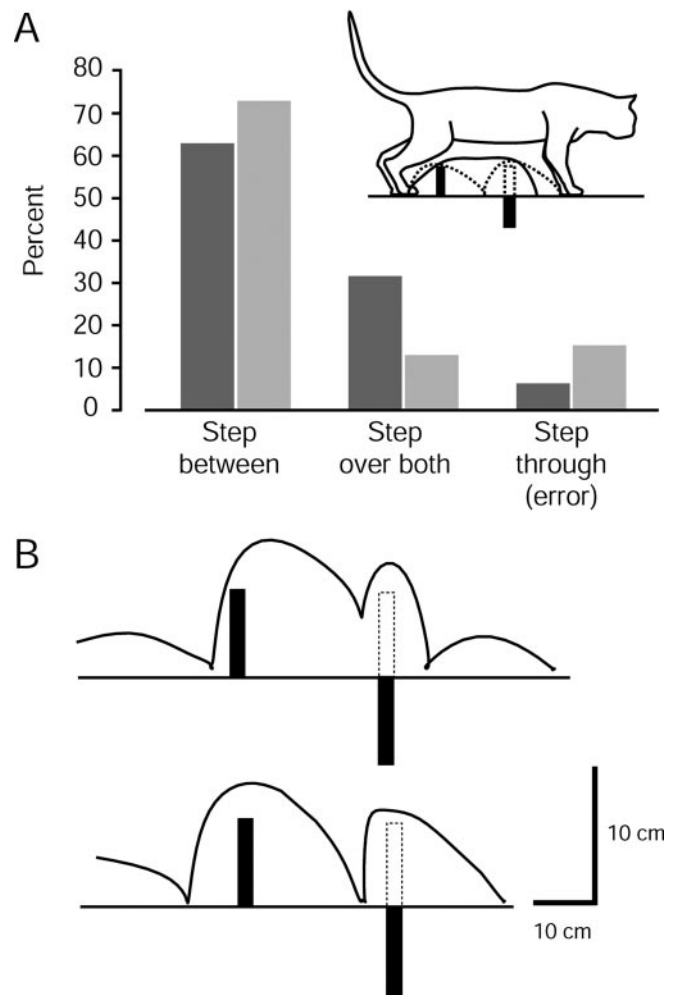 A
80
70
60
50
40
30
20
10
0
Percent
Step
between
Step
over both
Step
through
(error)
B
10 cm
10 cm